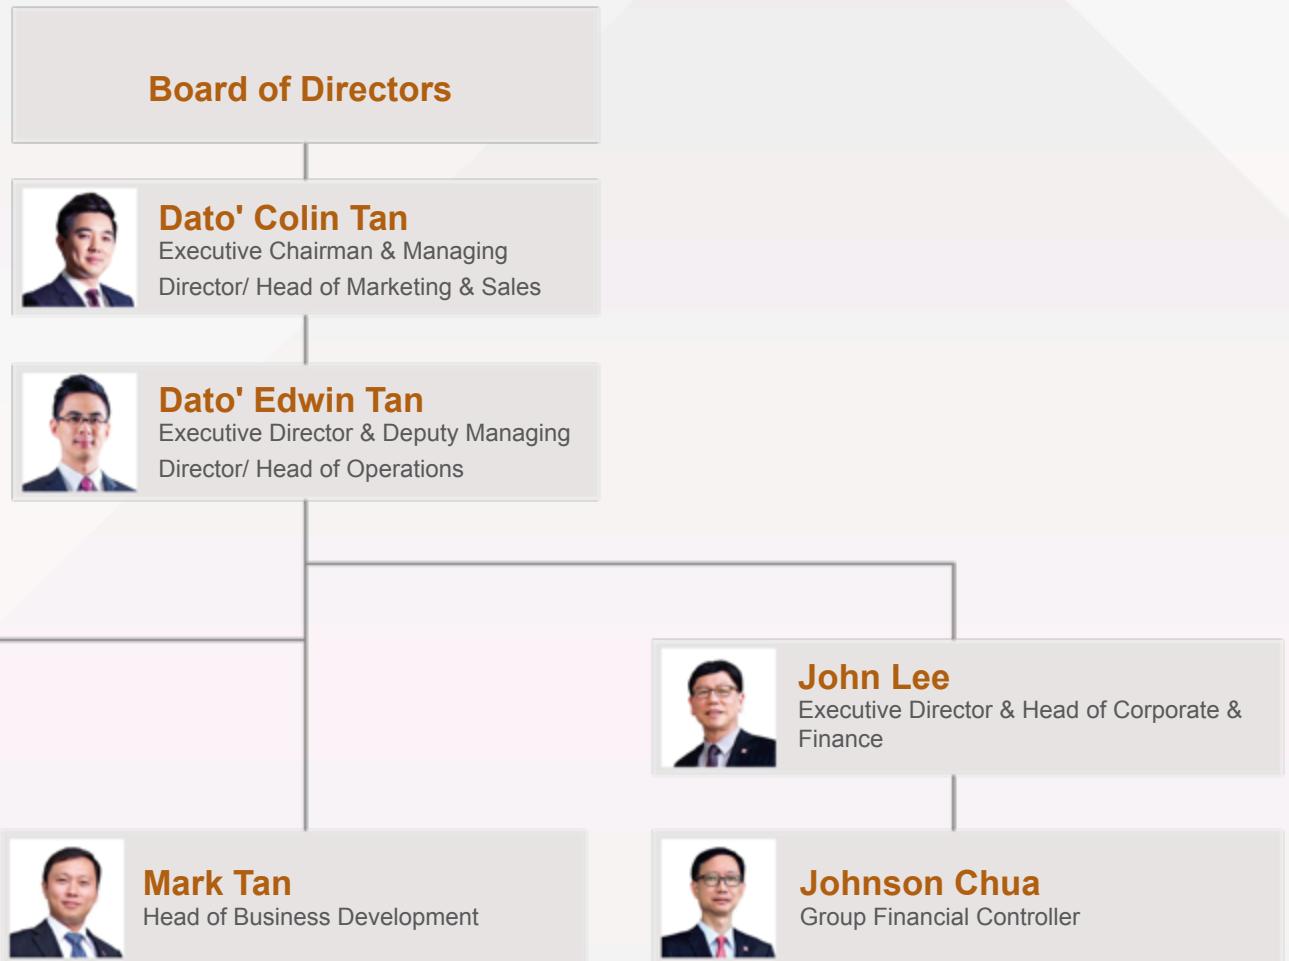 Board of Directors
Dato' Colin Tan
Executive Chairman & Managing
Director/ Head of Marketing & Sales
Dato' Edwin Tan
Executive Director & Deputy Managing
Director/ Head of Operations
John Lee
Executive Director & Head of Corporate &
Finance
Mark Tan
Head of Business Development
Johnson Chua
Group Financial Controller